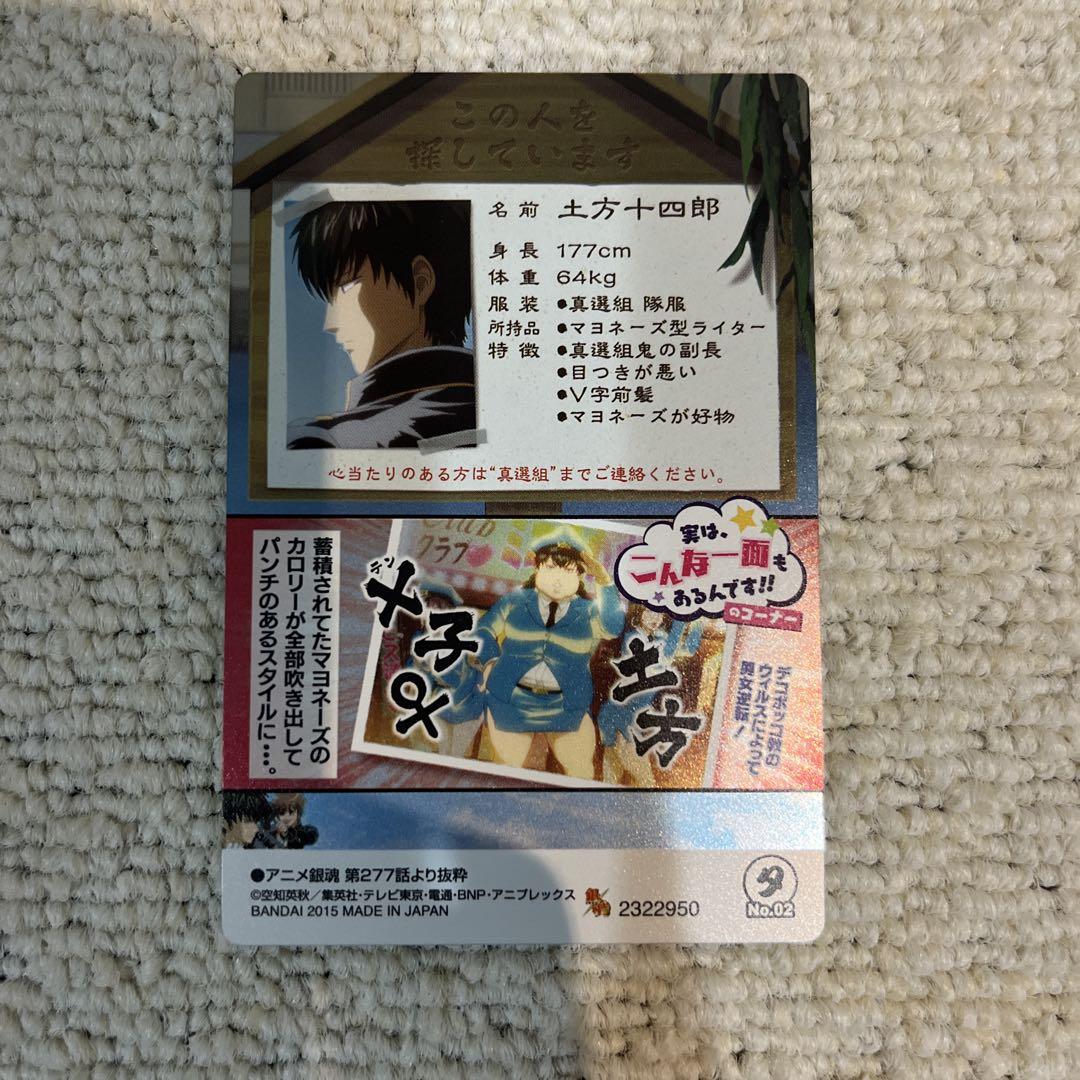 この人を
探しています
名前 土方十四郎
身長 177cm
体重 64kg
服装 ●真選組 隊服
所持品 ●マヨネーズ型ライター
特徴 ●真選組鬼の副長
●目つきが悪い
●V字前髪
●マヨネーズが好物
心当たりのある方は“真選組”までご連絡ください。
実は、
こんな一面も
あるんです!!
のコーナー
デコボッコ教の
ウイルスによって
男女逆転!
クラブ
土方
十子
蓄積されてたマヨネーズの
カロリーが全部吹き出して
パンチのあるスタイルに…。
●アニメ銀魂 第277話より抜粋
©空知英秋/集英社・テレビ東京・電通・BNP・アニプレックス
BANDAI 2015 MADE IN JAPAN
銀魂 2322950
No.02